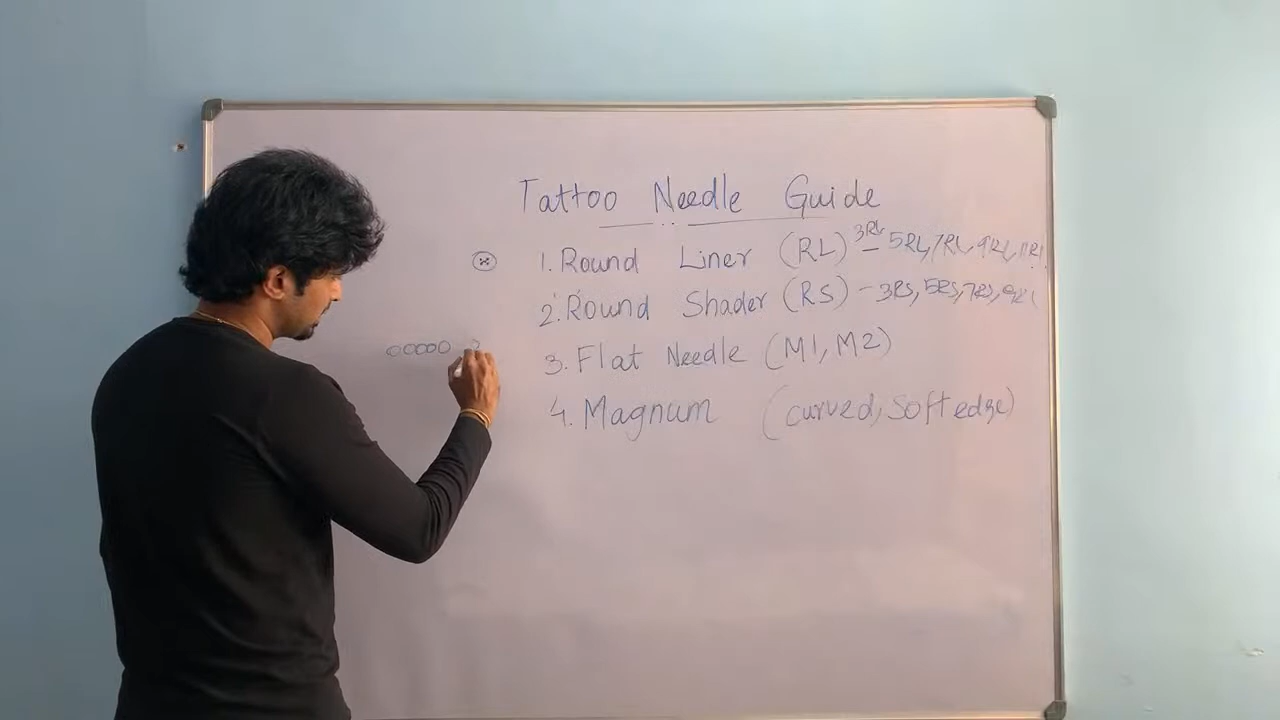 Tattoo Needle Guide
1. Round Liner (RL) – 3RL, 5RL, 7RL, 9RL, 11RL
2. Round Shader (RS) – 3RS, 5RS, 7RS, 9RL
3. Flat Needle (M1, M2)
4. Magnum (curved, Soft edge)